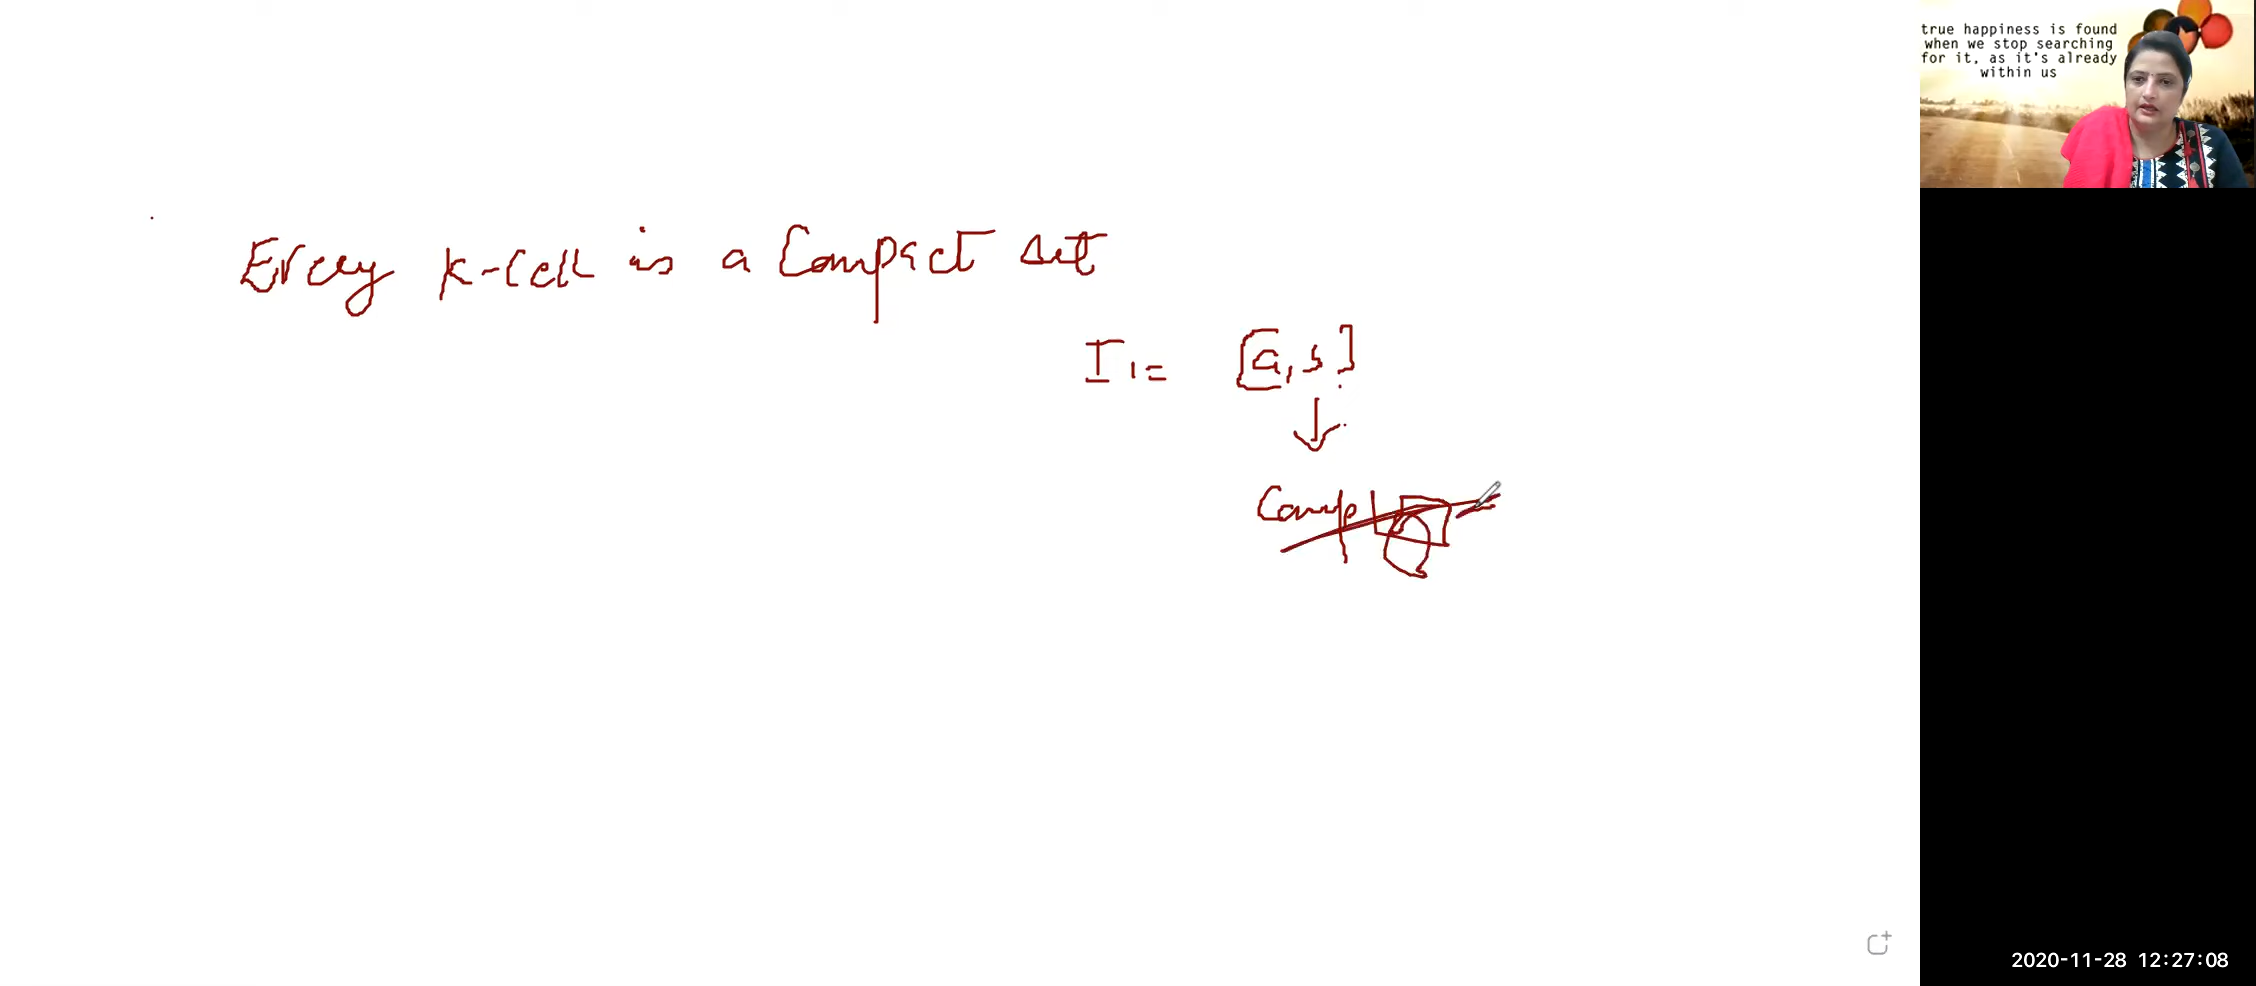 Every k-cell is a Compact set
I1 = [a, b]
↓
true happiness is found
when we stop searching
for it, as it's already
within us
2020-11-28 12:27:08